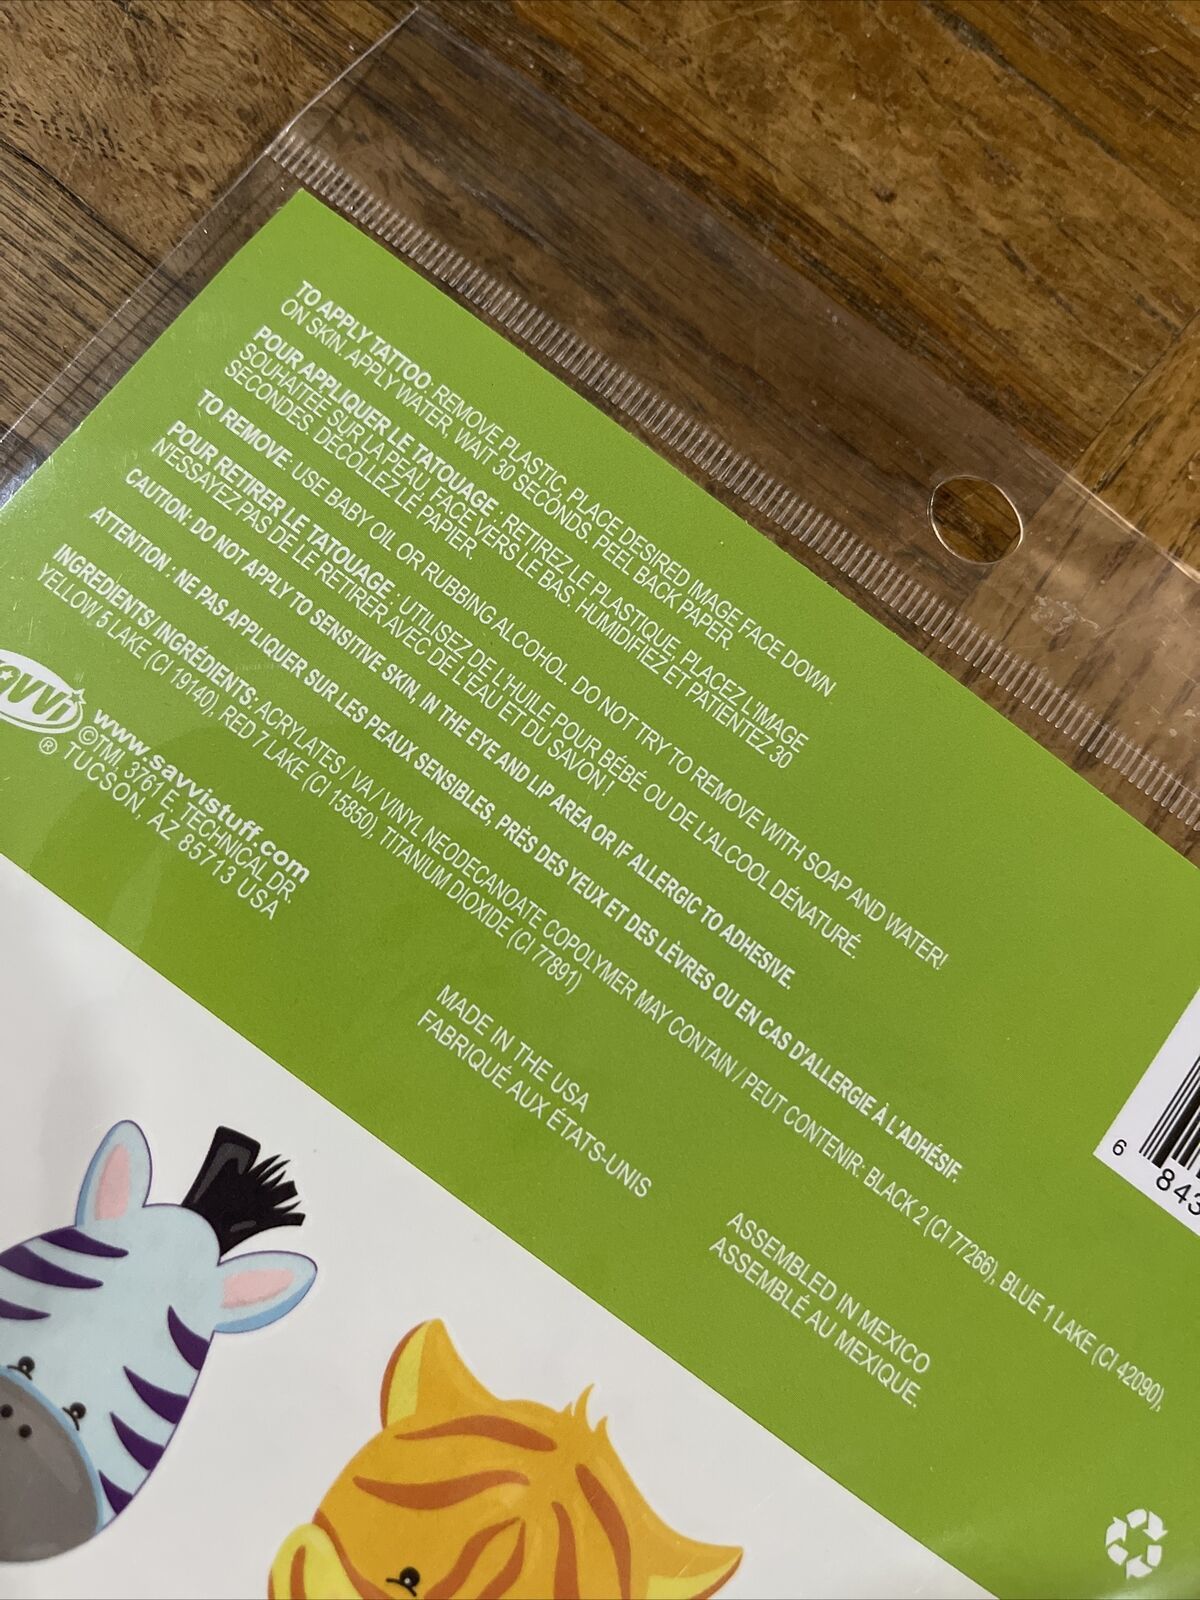 TO APPLY TATTOO: REMOVE PLASTIC. PLACE DESIRED IMAGE FACE DOWN
ON SKIN. APPLY WATER, WAIT 30 SECONDS. PEEL BACK PAPER.
POUR APPLIQUER LE TATOUAGE : RETIREZ LE PLASTIQUE. PLACEZ L'IMAGE
SOUHAITÉE SUR LA PEAU, FACE VERS LE BAS. HUMIDIFIEZ ET PATIENTEZ 30
SECONDES. DÉCOLLEZ LE PAPIER.
TO REMOVE: USE BABY OIL OR RUBBING ALCOHOL. DO NOT TRY TO REMOVE WITH SOAP AND WATER!
POUR RETIRER LE TATOUAGE : UTILISEZ DE L'HUILE POUR BÉBÉ OU DE L'ALCOOL DÉNATURÉ.
N'ESSAYEZ PAS DE LE RETIRER AVEC DE L'EAU ET DU SAVON !
CAUTION: DO NOT APPLY TO SENSITIVE SKIN, IN THE EYE AND LIP AREA OR IF ALLERGIC TO ADHESIVE.
ATTENTION : NE PAS APPLIQUER SUR LES PEAUX SENSIBLES, PRÈS DES YEUX ET DES LÈVRES OU EN CAS D'ALLERGIE À L'ADHÉSIF.
INGREDIENTS / INGRÉDIENTS: ACRYLATES / VA / VINYL NEODECANOATE COPOLYMER MAY CONTAIN / PEUT CONTENIR: BLACK 2 (CI 77266), BLUE 1 LAKE (CI 42090),
YELLOW 5 LAKE (CI 19140), RED 7 LAKE (CI 15850), TITANIUM DIOXIDE (CI 77891)
SAVVI ®
www.savvistuff.com
©TMI, 3761 E. TECHNICAL DR.
TUCSON, AZ 85713 USA
MADE IN THE USA
FABRIQUÉ AUX ÉTATS-UNIS
ASSEMBLED IN MEXICO
ASSEMBLÉ AU MEXIQUE.
6 843